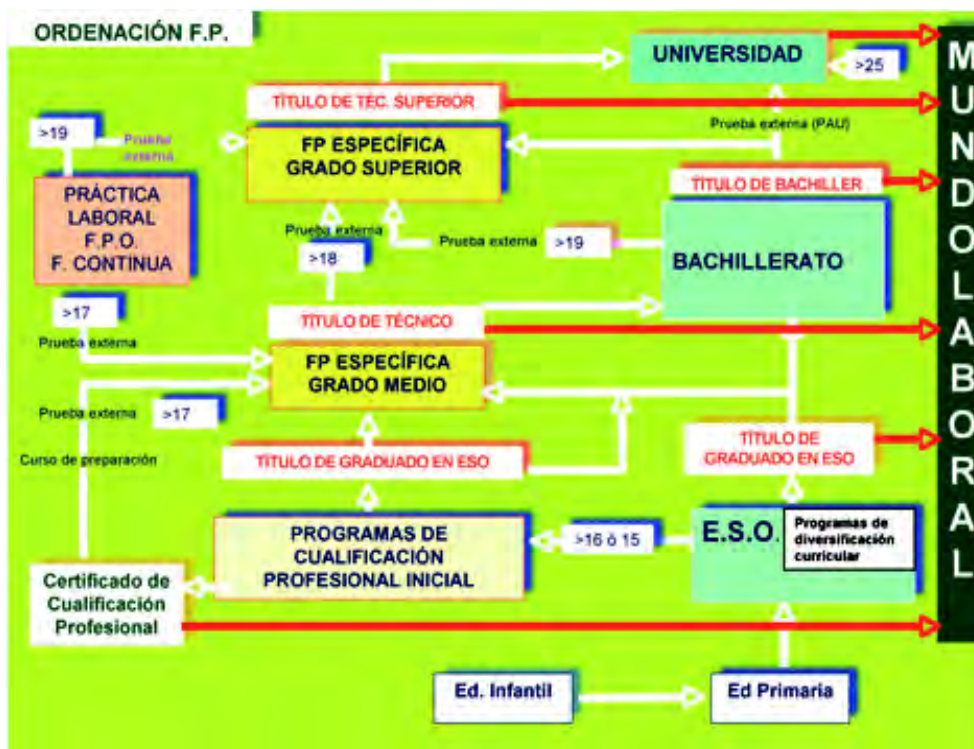 ORDENACIÓN F.P.
UNIVERSIDAD
>25
TÍTULO DE TÉC. SUPERIOR
Prueba externa (PAU)
>19
Prueba
externa
FP ESPECÍFICA
GRADO SUPERIOR
PRÁCTICA
LABORAL
F.P.O.
F. CONTINUA
TÍTULO DE BACHILLER
Prueba externa
>18
Prueba externa
>19
BACHILLERATO
>17
Prueba externa
TÍTULO DE TÉCNICO
FP ESPECÍFICA
GRADO MEDIO
Prueba externa
>17
Curso de preparación
TÍTULO DE GRADUADO EN ESO
TÍTULO DE
GRADUADO EN ESO
PROGRAMAS DE
CUALIFICACIÓN
PROFESIONAL INICIAL
>16 ò 15
E.S.O.
Programas de
diversificación
curricular
Certificado de
Cualificación
Profesional
Ed. Infantil
Ed Primaria
MUNDO LABORAL